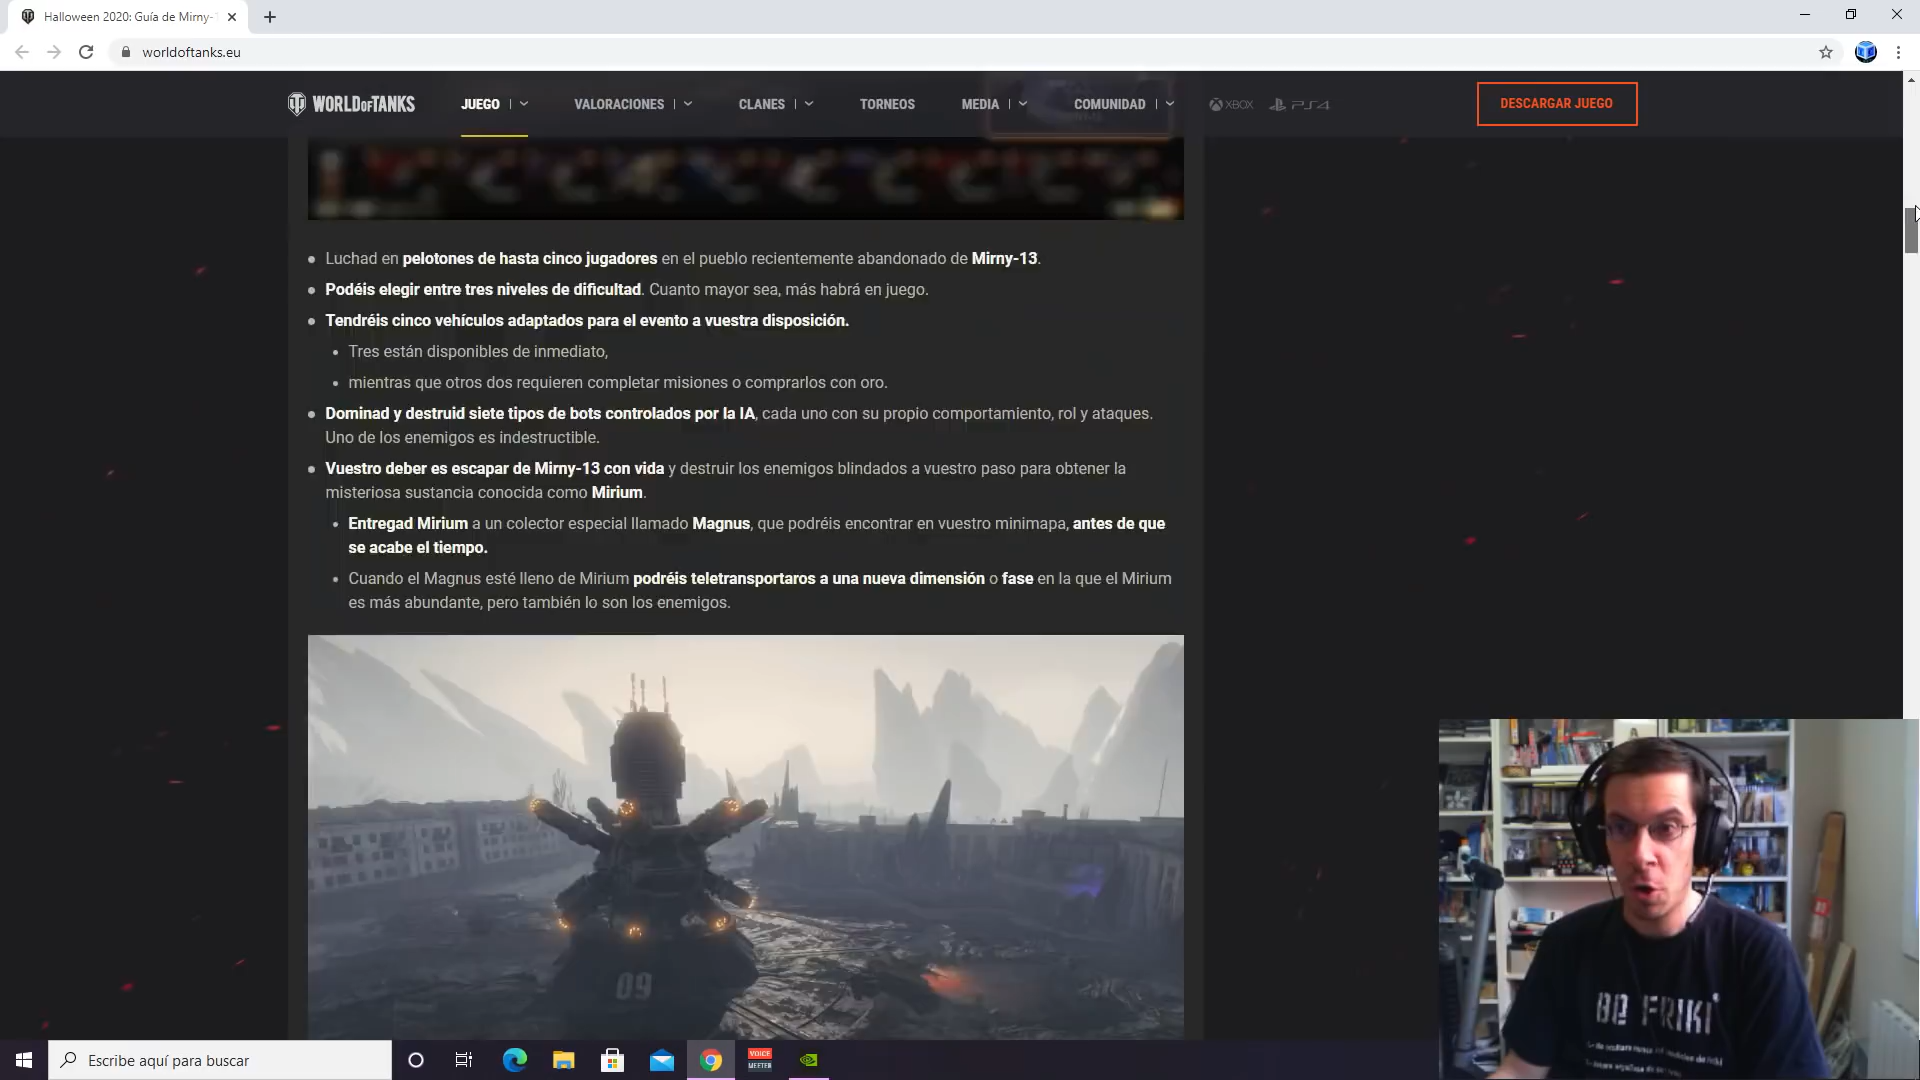 Halloween 2020: Guía de Mirny-
worldoftanks.eu
WORLD OF TANKS
JUEGO
VALORACIONES
CLANES
TORNEOS
MEDIA
COMUNIDAD
XBOX
PS4
DESCARGAR JUEGO
Luchad en pelotones de hasta cinco jugadores en el pueblo recientemente abandonado de Mirny-13.
Podéis elegir entre tres niveles de dificultad. Cuanto mayor sea, más habrá en juego.
Tendréis cinco vehículos adaptados para el evento a vuestra disposición.
Tres están disponibles de inmediato,
mientras que otros dos requieren completar misiones o comprarlos con oro.
Dominad y destruid siete tipos de bots controlados por la IA, cada uno con su propio comportamiento, rol y ataques.
Uno de los enemigos es indestructible.
Vuestro deber es escapar de Mirny-13 con vida y destruir los enemigos blindados a vuestro paso para obtener la
misteriosa sustancia conocida como Mirium.
Entregad Mirium a un colector especial llamado Magnus, que podréis encontrar en vuestro minimapa, antes de que
se acabe el tiempo.
Cuando el Magnus esté lleno de Mirium podréis teletransportaros a una nueva dimensión o fase en la que el Mirium
es más abundante, pero también lo son los enemigos.
09
BE FRIKI
Escribe aquí para buscar
VOICE
MEETER